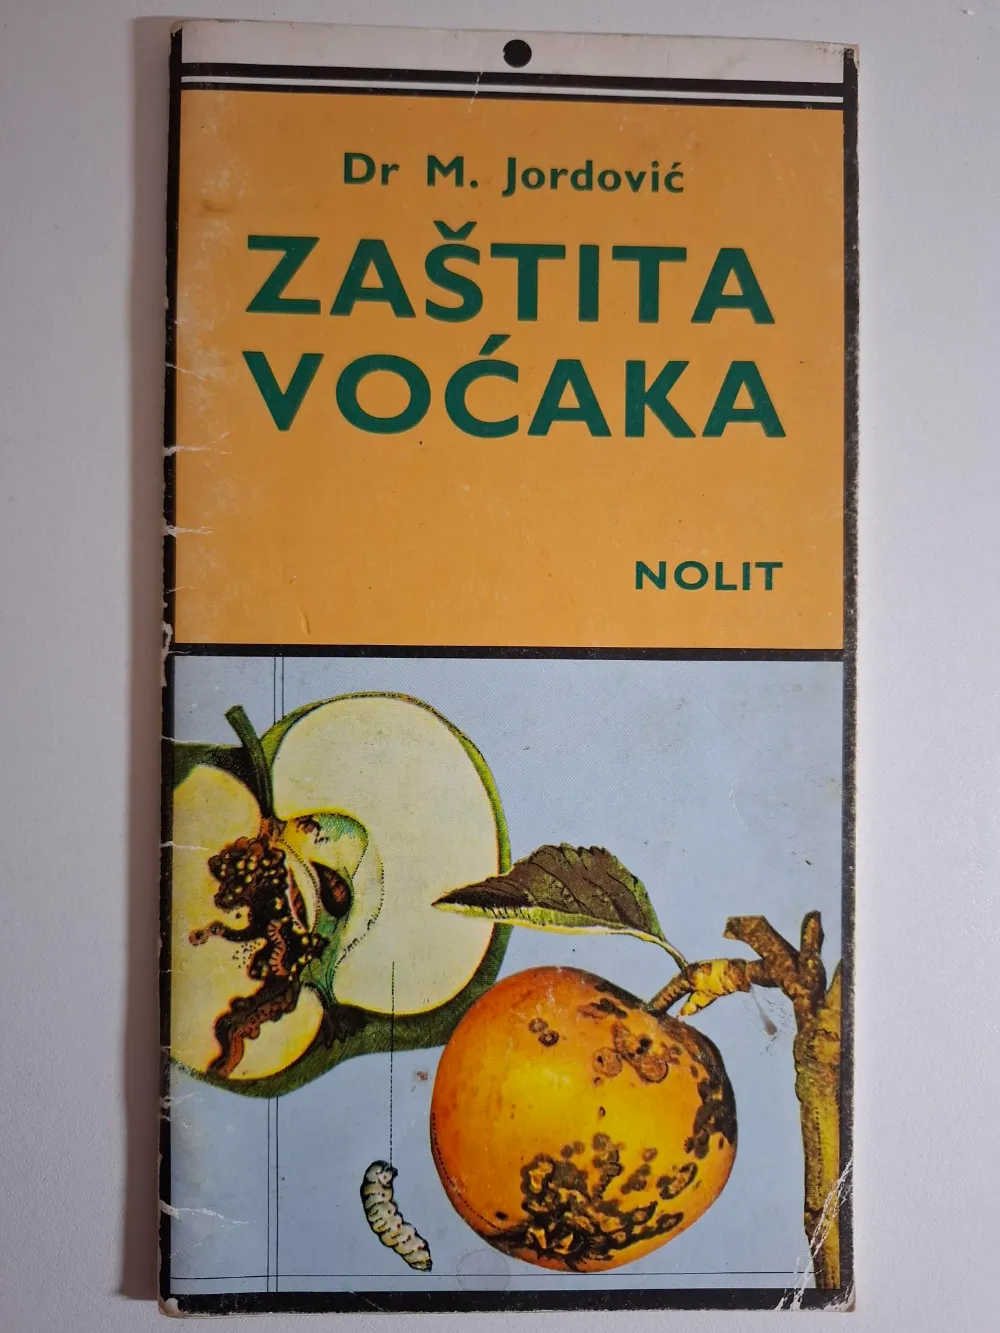 Dr M. Jordović
ZAŠTITA
VOĆAKA
NOLIT